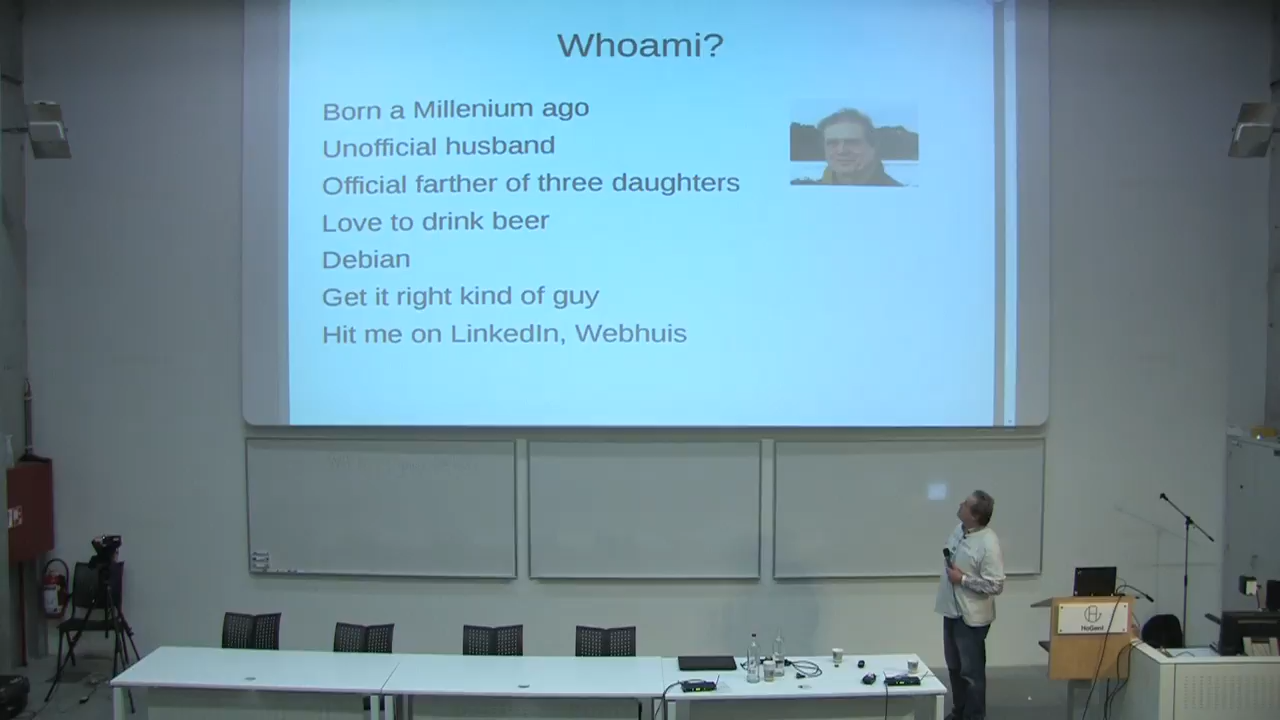 Whoami?
Born a Millenium ago
Unofficial husband
Official farther of three daughters
Love to drink beer
Debian
Get it right kind of guy
Hit me on LinkedIn, Webhuis
HoGent